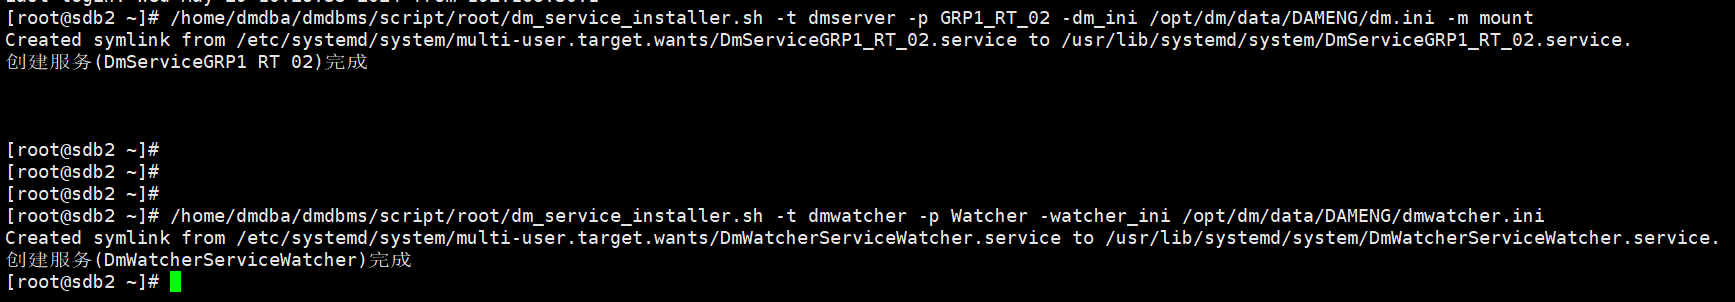 [root@sdb2 ~]# /home/dmdba/dmdbms/script/root/dm_service_installer.sh -t dmserver -p GRP1_RT_02 -dm_ini /opt/dm/data/DAMENG/dm.ini -m mount
Created symlink from /etc/systemd/system/multi-user.target.wants/DmServiceGRP1_RT_02.service to /usr/lib/systemd/system/DmServiceGRP1_RT_02.service.
创建服务(DmServiceGRP1 RT 02)完成
[root@sdb2 ~]#
[root@sdb2 ~]#
[root@sdb2 ~]#
[root@sdb2 ~]# /home/dmdba/dmdbms/script/root/dm_service_installer.sh -t dmwatcher -p Watcher -watcher_ini /opt/dm/data/DAMENG/dmwatcher.ini
Created symlink from /etc/systemd/system/multi-user.target.wants/DmWatcherServiceWatcher.service to /usr/lib/systemd/system/DmWatcherServiceWatcher.service.
创建服务(DmWatcherServiceWatcher)完成
[root@sdb2 ~]#